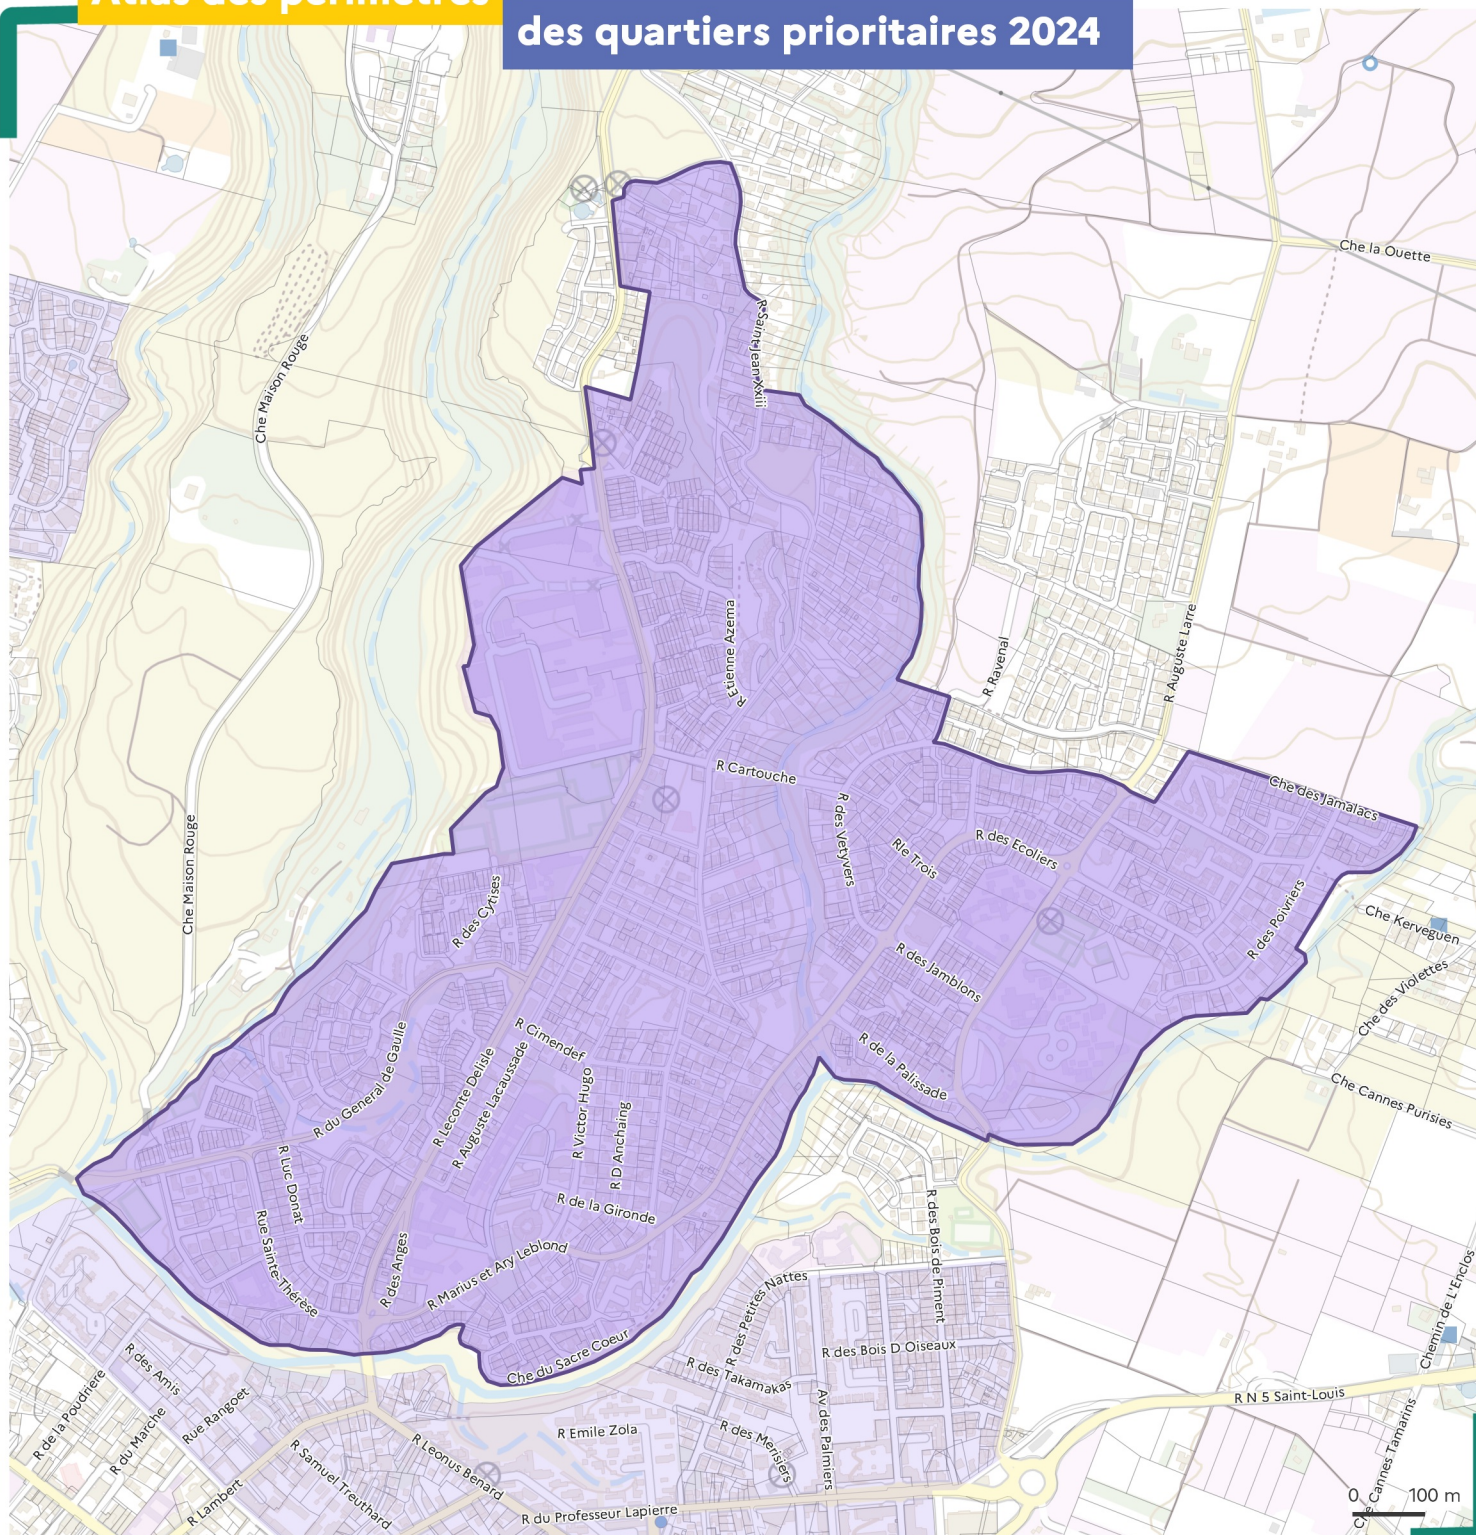 Atlas des périmètres
des quartiers prioritaires 2024
Che la Ouette
R Saint Jean Xxiii
Che Maison Rouge
R Etienne Azema
R Ravenal
R Auguste Larre
R Cartouche
Che des Jamalacs
R des Vetyvers
Rle Trois
R des Ecoliers
Che Maison Rouge
R des Cytises
R des Poivriers
Che Kerveguen
R des Jamblons
Che des Violettes
R Cimendef
R du General de Gaulle
R Leconte Delisle
R Auguste Lacaussade
R de la Palissade
R Victor Hugo
R D Anchaing
Che Cannes Purisies
R Luc Donat
R de la Gironde
Rue Sainte-Thérèse
R des Anges
R Marius et Ary Leblond
R des Bois de Piment
R des Petites Nattes
Chemin de L'Enclos
Che du Sacre Coeur
R des Bois D Oiseaux
R des Amis
R des Takamakas
R de la Poudriere
R du Marche
Rue Rangoet
R N 5 Saint-Louis
Av des Palmiers
R Emile Zola
R des Merisiers
R Leonus Benard
R Samuel Treuthard
R Lambert
Che Cannes Tamarins
R du Professeur Lapierre
0 100 m